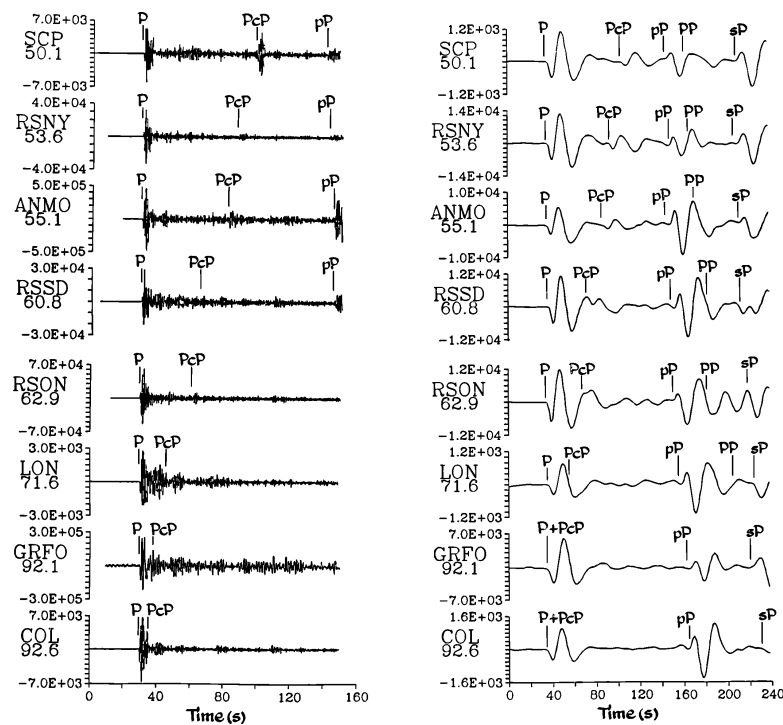 7.0E+03
P
PcP
pP
SCP
50.1
-7.0E+03
4.0E+04
P
PcP
pP
RSNY
53.6
-4.0E+04
5.0E+05
P
PcP
pP
ANMO
55.1
-5.0E+05
3.0E+04
P
PcP
pP
RSSD
60.8
-3.0E+04
7.0E+04
P
PcP
RSON
62.9
-7.0E+04
3.0E+03
P
PcP
LON
71.6
-3.0E+03
3.0E+05
P
PcP
GRFO
92.1
-3.0E+05
7.0E+03
P
PcP
COL
92.6
-7.0E+03
0 40 80 120 160
Time (s)
1.2E+03
P
PcP
pP
PP
sP
SCP
50.1
-1.2E+03
1.4E+04
P
PcP
pP
PP
sP
RSNY
53.6
-1.4E+04
1.0E+04
P
PcP
pP
PP
sP
ANMO
55.1
-1.0E+04
1.2E+04
P
PcP
pP
PP
sP
RSSD
60.8
-1.2E+04
1.2E+04
P
PcP
pP
PP
sP
RSON
62.9
-1.2E+04
1.2E+03
P
PcP
pP
PP
sP
LON
71.6
-1.2E+03
7.0E+03
P+PcP
pP
sP
GRFO
92.1
-7.0E+03
1.6E+03
P+PcP
pP
sP
COL
92.6
-1.6E+03
0 40 80 120 160 200 240
Time (s)